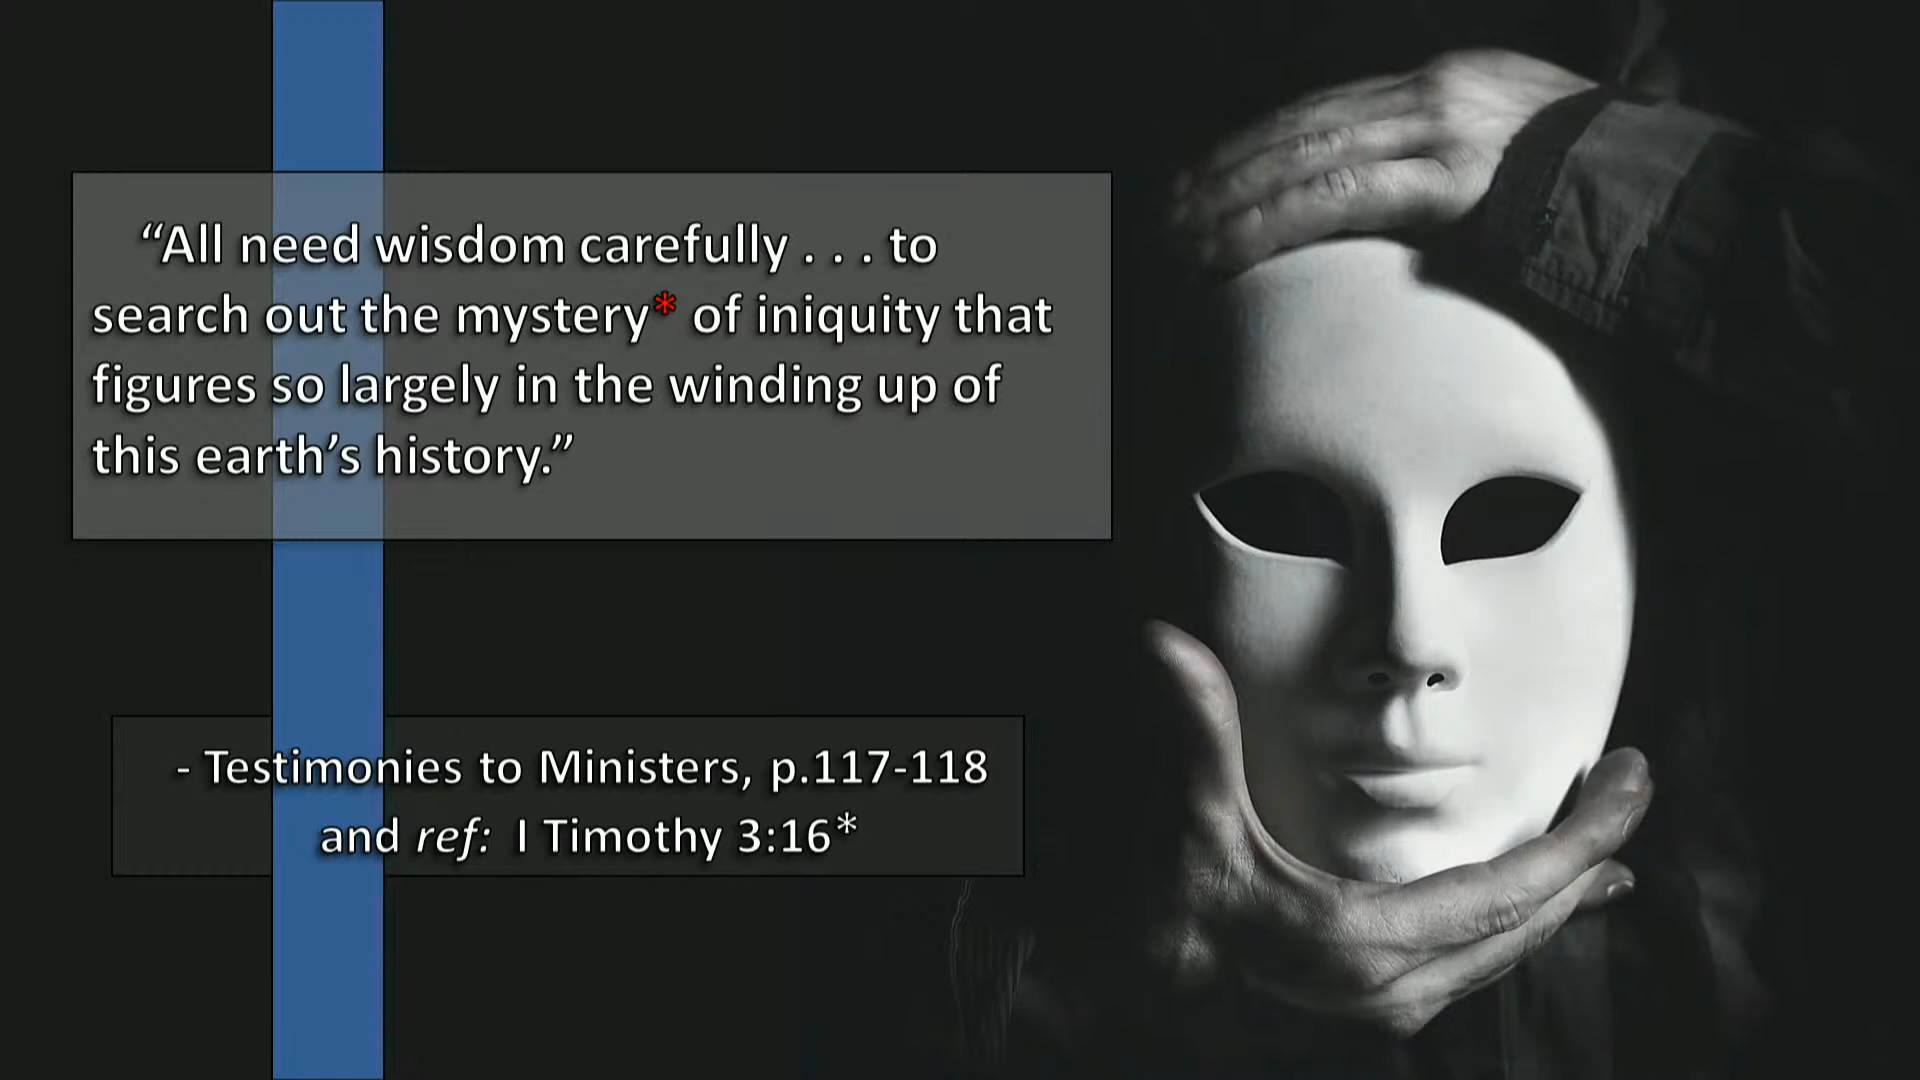 “All need wisdom carefully . . . to
search out the mystery* of iniquity that
figures so largely in the winding up of
this earth’s history.”
- Testimonies to Ministers, p.117-118
and ref: I Timothy 3:16*